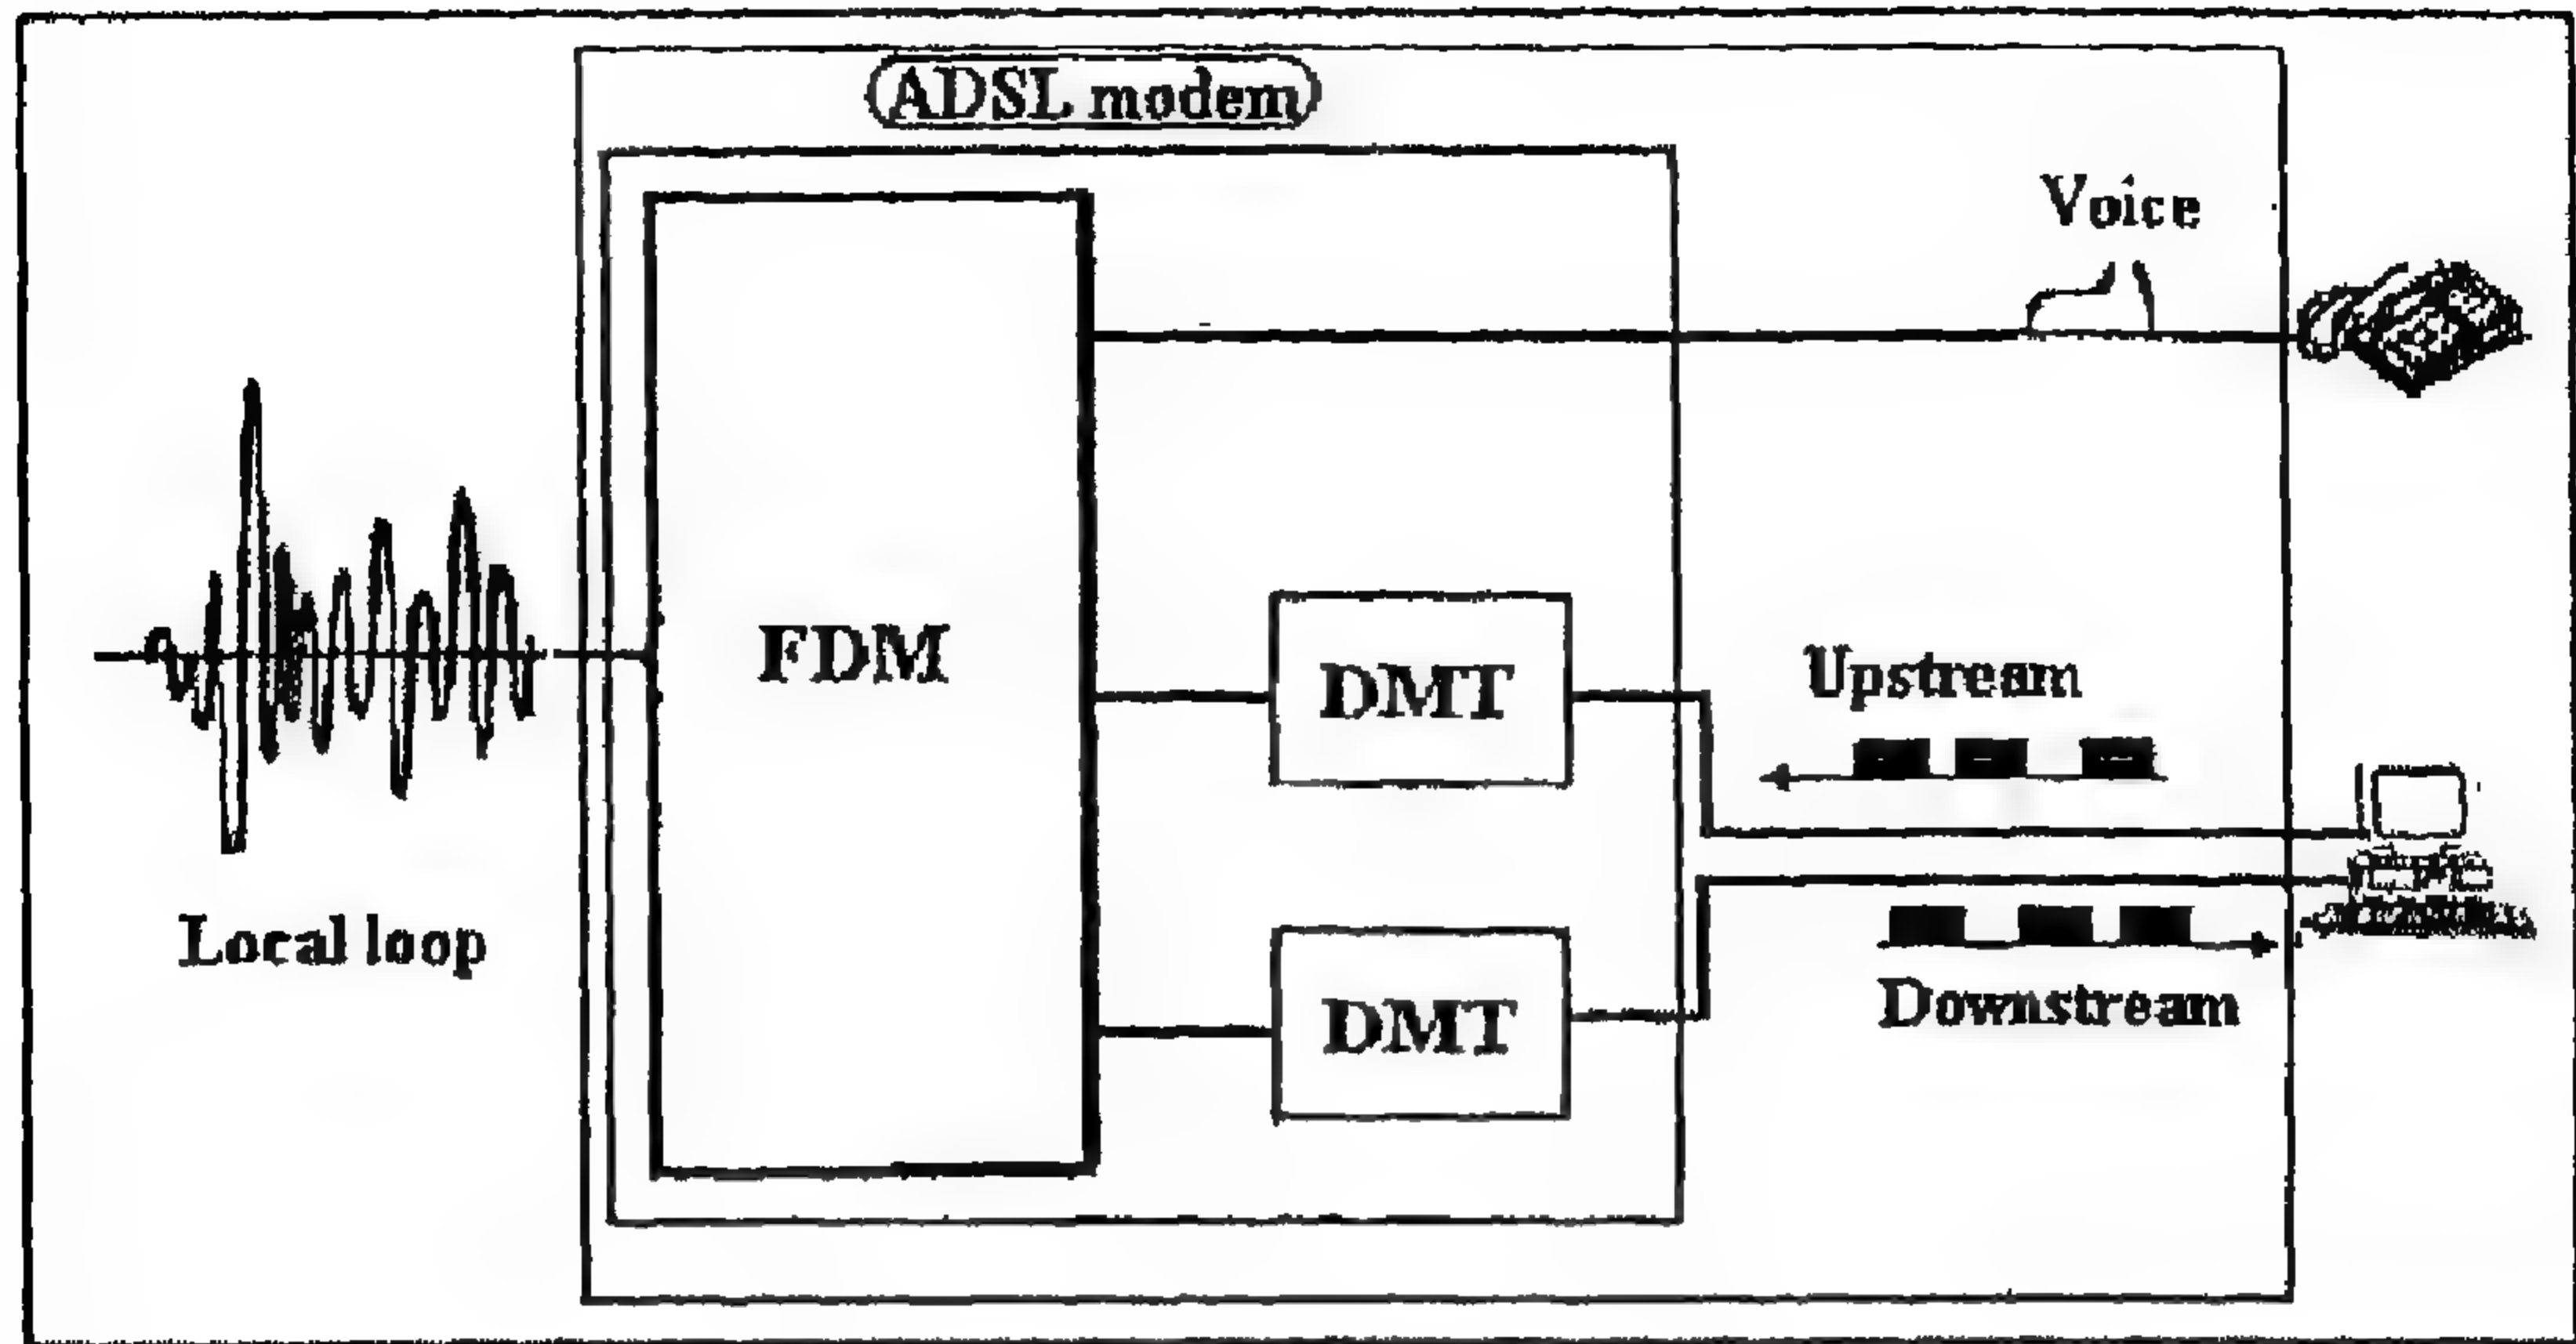 ADSL modem
Voice
FDM
DMT
Upstream
Local loop
DMT
Downstream